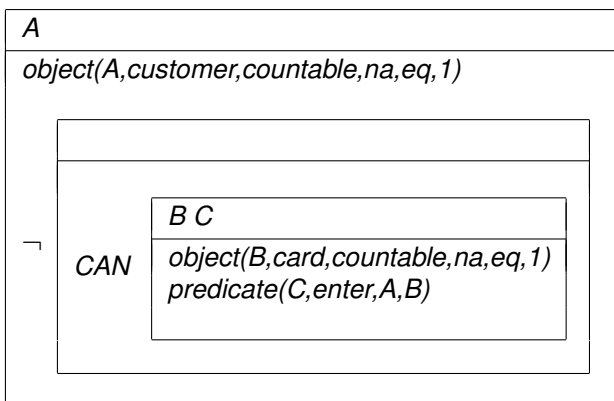 A
object(A,customer,countable,na,eq,1)
B C
¬
CAN
object(B,card,countable,na,eq,1)
predicate(C,enter,A,B)